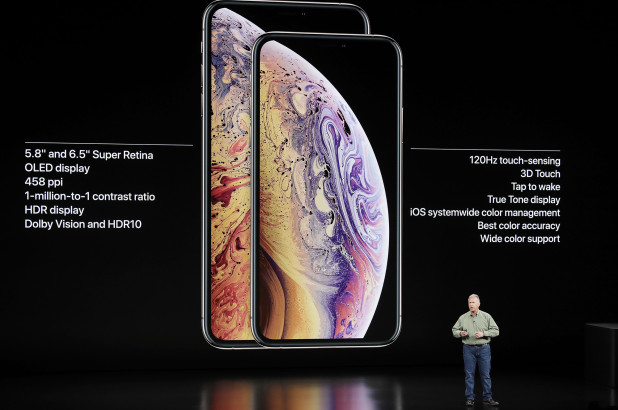 5.8" and 6.5" Super Retina
OLED display
458 ppi
1-million-to-1 contrast ratio
HDR display
Dolby Vision and HDR10
120Hz touch-sensing
3D Touch
Tap to wake
True Tone display
iOS systemwide color management
Best color accuracy
Wide color support